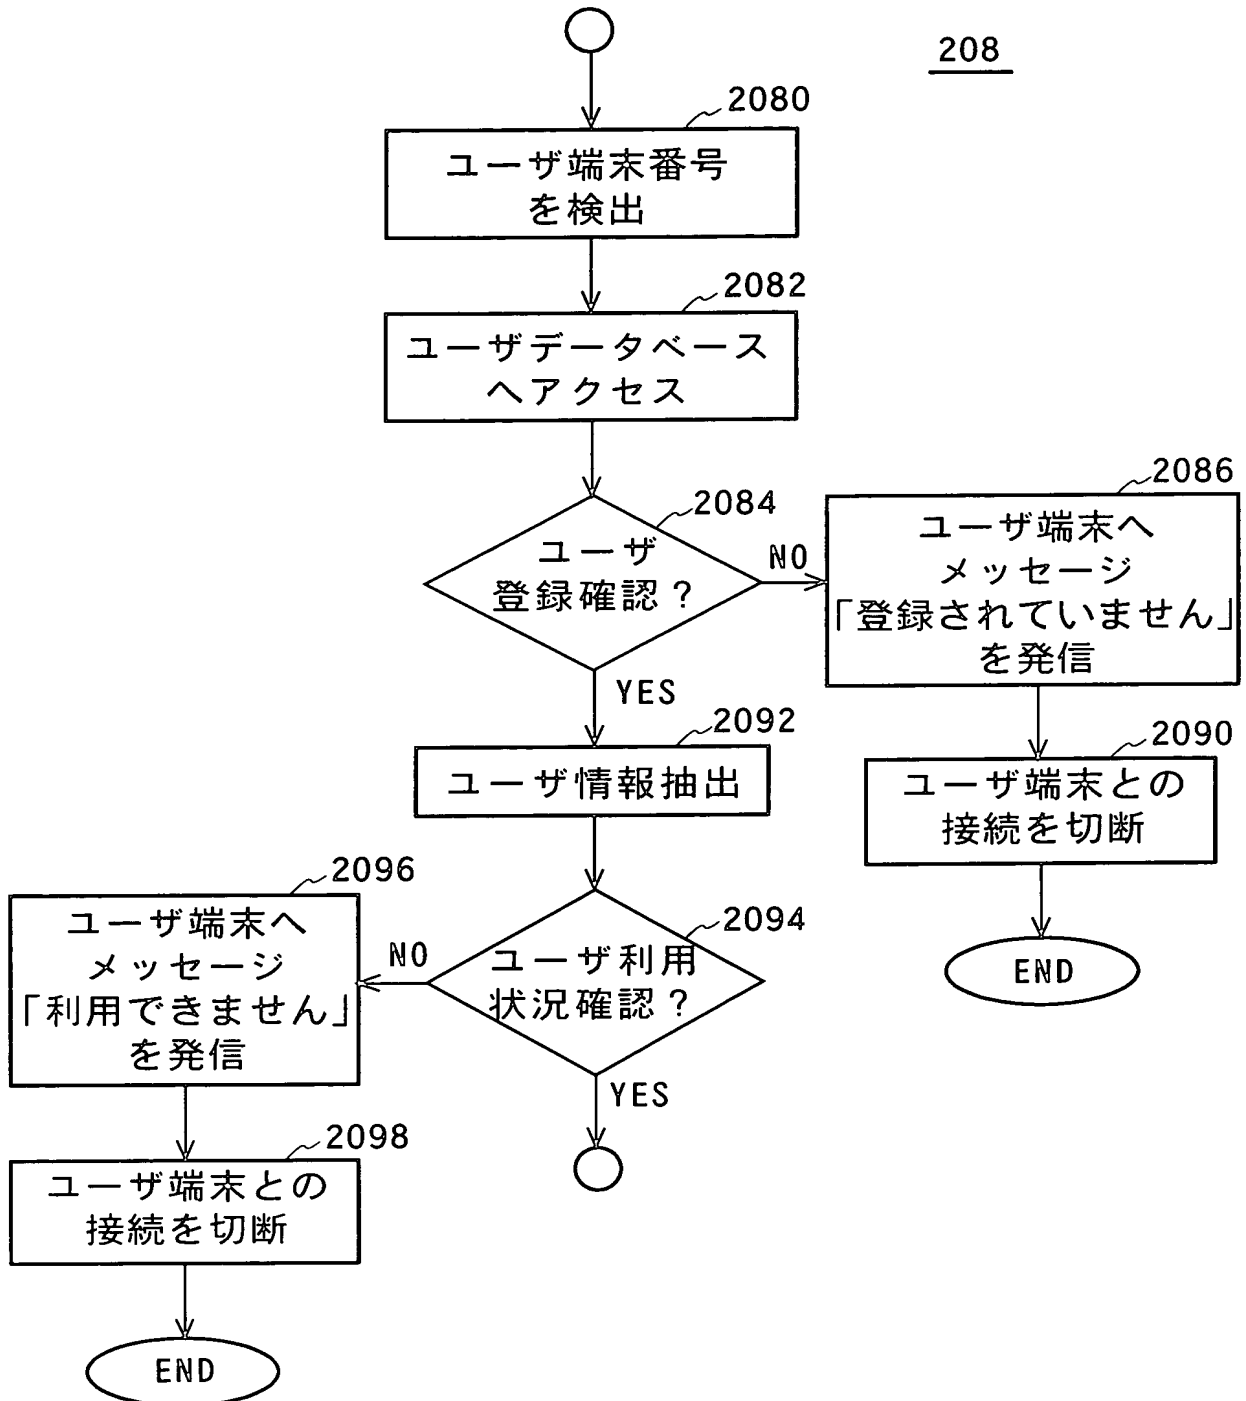 208
2080
ユーザ端末番号
を検出
2082
ユーザデータベース
へアクセス
2084
ユーザ
登録確認？
NO
2086
ユーザ端末へ
メッセージ
「登録されていません」
を発信
YES
2090
ユーザ端末との
接続を切断
END
2092
ユーザ情報抽出
2094
ユーザ利用
状況確認？
NO
2096
ユーザ端末へ
メッセージ
「利用できません」
を発信
YES
2098
ユーザ端末との
接続を切断
END